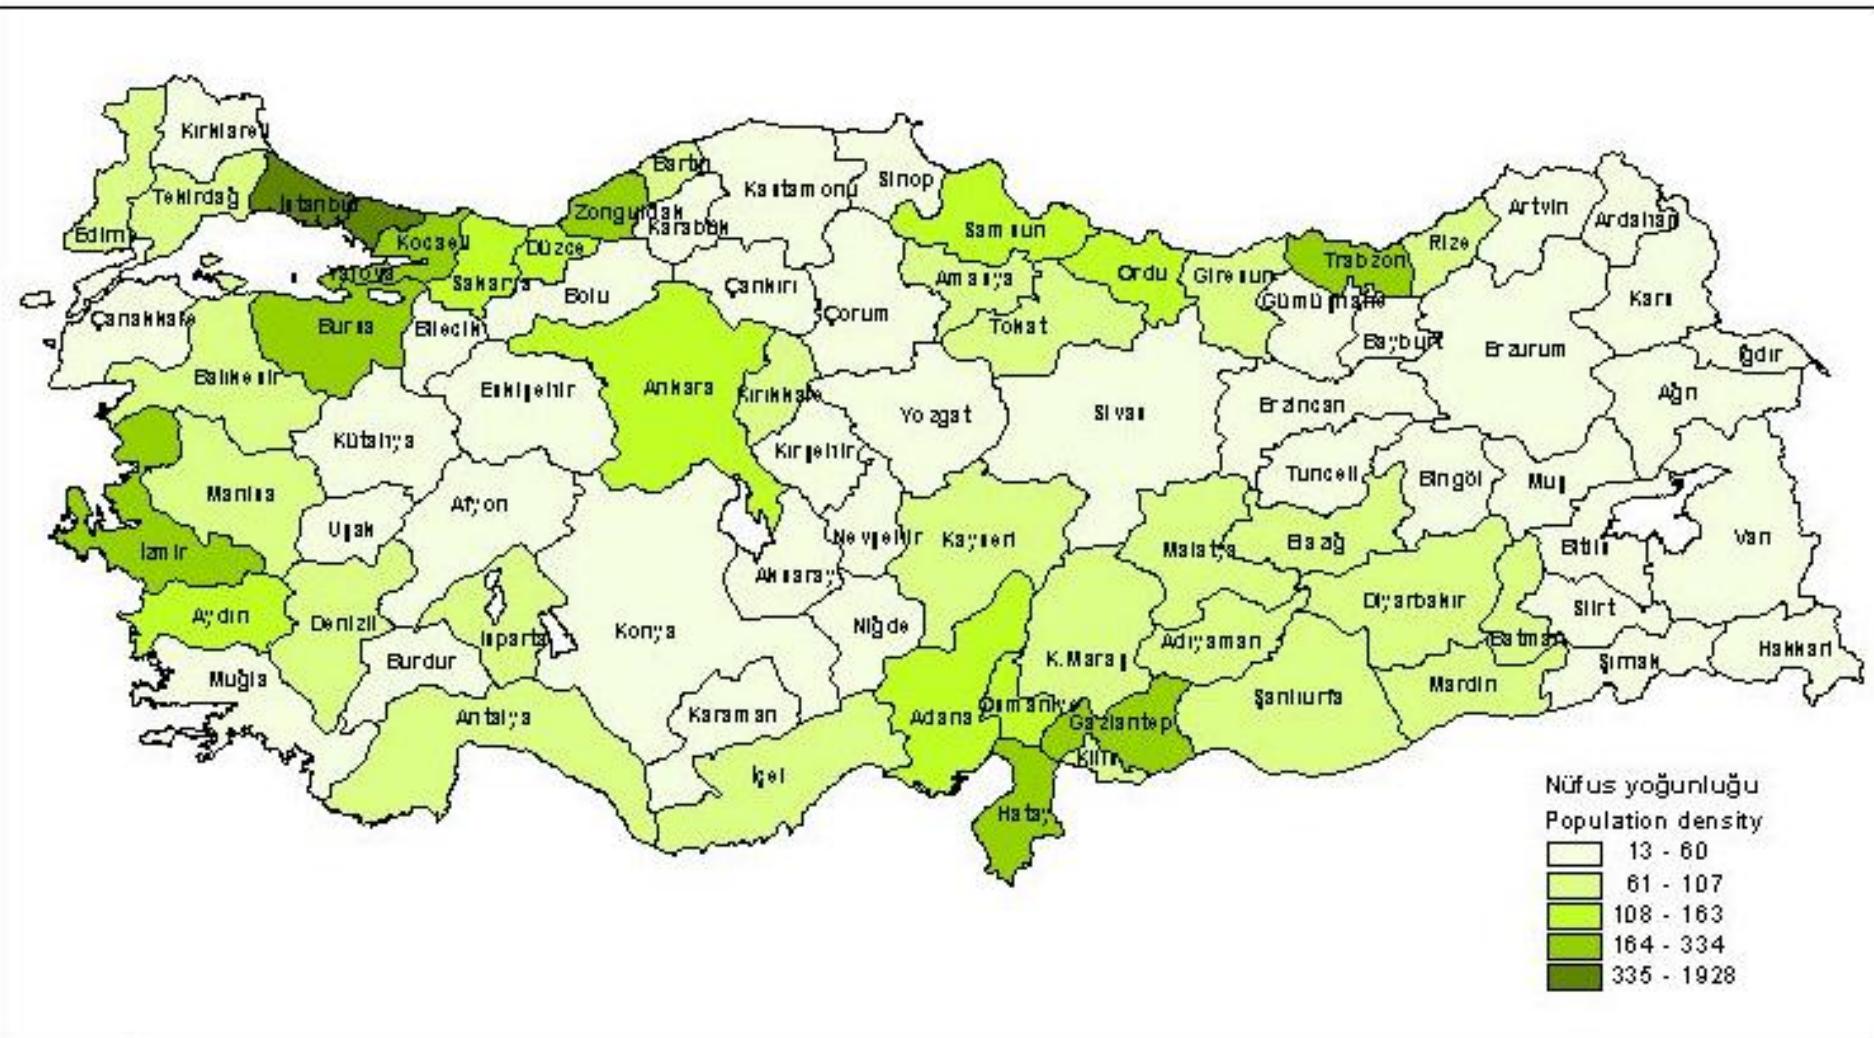 Kırklareli
Tekirdağ
İstanbul
Edirne
Kocaeli
Yalova
Sakarya
Düzce
Zonguldak
Bartın
Karabük
Kastamonu
Sinop
Samsun
Amasya
Ordu
Giresun
Trabzon
Rize
Artvin
Ardahan
Gümüşhane
Kars
Bayburt
Erzurum
Iğdır
Ağrı
Çanakkale
Bursa
Bilecik
Bolu
Çankırı
Çorum
Tokat
Balıkesir
Eskişehir
Ankara
Kırıkkale
Yozgat
Sivas
Erzincan
Kütahya
Kırşehir
Tunceli
Bingöl
Muş
Manisa
Afyon
Uşak
Nevşehir
Kayseri
Malatya
Elazığ
Bitlis
Van
İzmir
Aksaray
Aydın
Denizli
Isparta
Konya
Niğde
Diyarbakır
Siirt
Batman
Adıyaman
Burdur
K.Maraş
Şırnak
Hakkari
Muğla
Antalya
Karaman
Adana
Osmaniye
Gaziantep
Şanlıurfa
Mardin
İçel
Kilis
Hatay
Nüfus yoğunluğu
Population density
13 - 60
61 - 107
108 - 163
164 - 334
335 - 1928